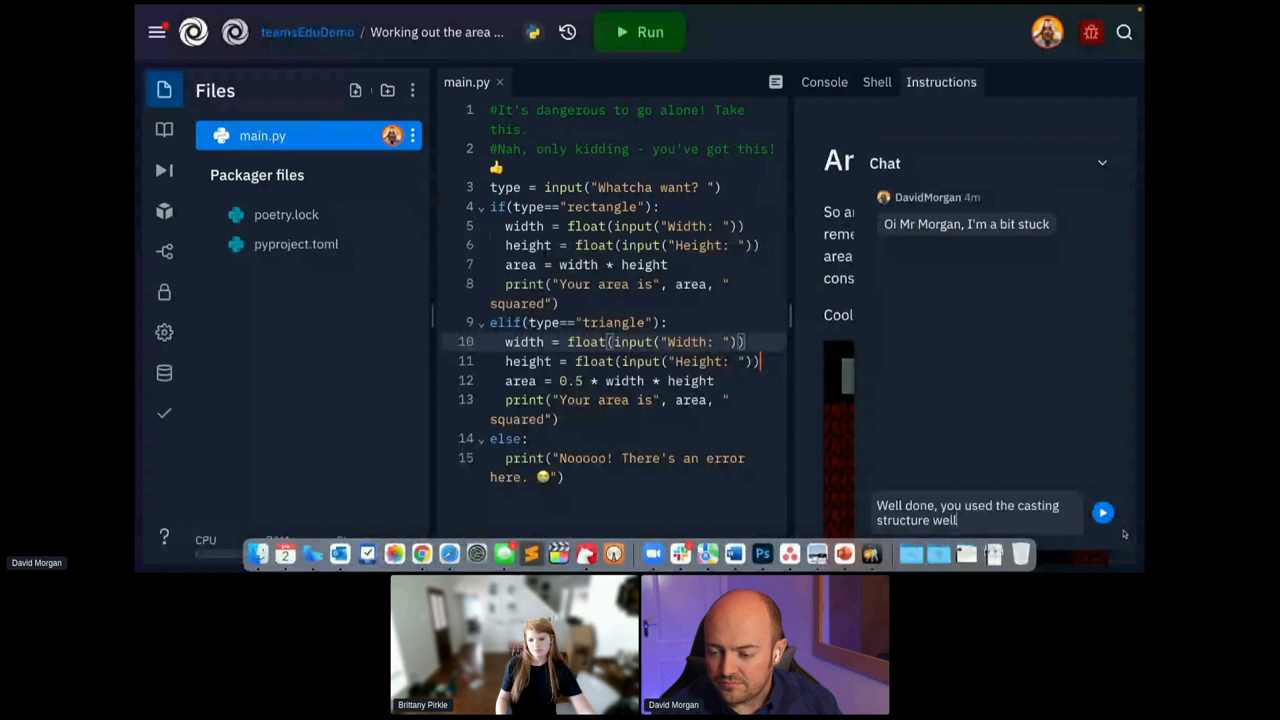 teamsEduDemo / Working out the area ...
Run
Files
main.py
Packager files
poetry.lock
pyproject.toml
CPU
main.py ×
1 #It's dangerous to go alone! Take
this.
2 #Nah, only kidding - you've got this!
👍
3 type = input("Whatcha want? ")
4 if(type=="rectangle"):
5 width = float(input("Width: "))
6 height = float(input("Height: "))
7 area = width * height
8 print("Your area is", area, "
squared")
9 elif(type=="triangle"):
10 width = float(input("Width: "))
11 height = float(input("Height: "))
12 area = 0.5 * width * height
13 print("Your area is", area, "
squared")
14 else:
15 print("Nooooo! There's an error
here. 😂")
Console Shell Instructions
Ar
So a
reme
area
cons
Cool
Chat
DavidMorgan 4m
Oi Mr Morgan, I'm a bit stuck
Well done, you used the casting
structure well
2
David Morgan
Brittany Pirkle
David Morgan